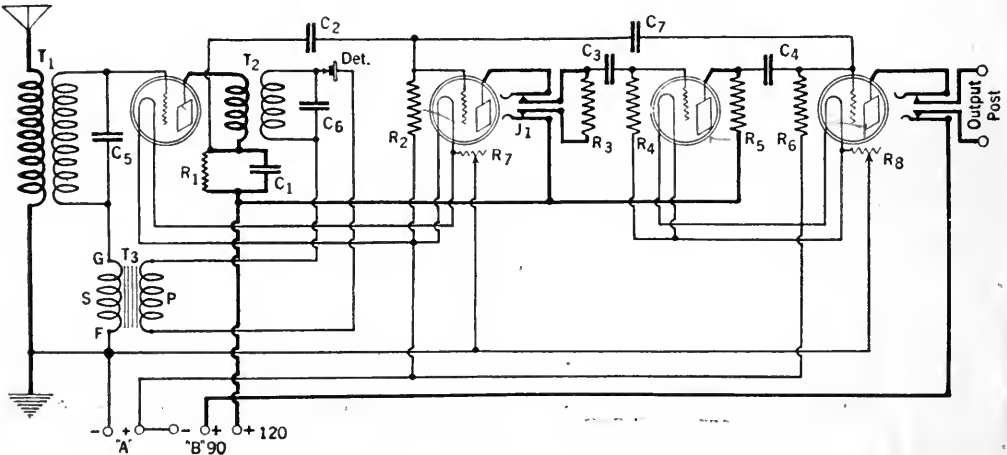 C2
C7
T1
T2
Det.
C3
C4
C5
C6
R1
C1
R2
J1
R7
R3
R4
R5
R6
R8
Output
Post
G
T3
S
P
F
- + - + + 120
"A" "B" 90